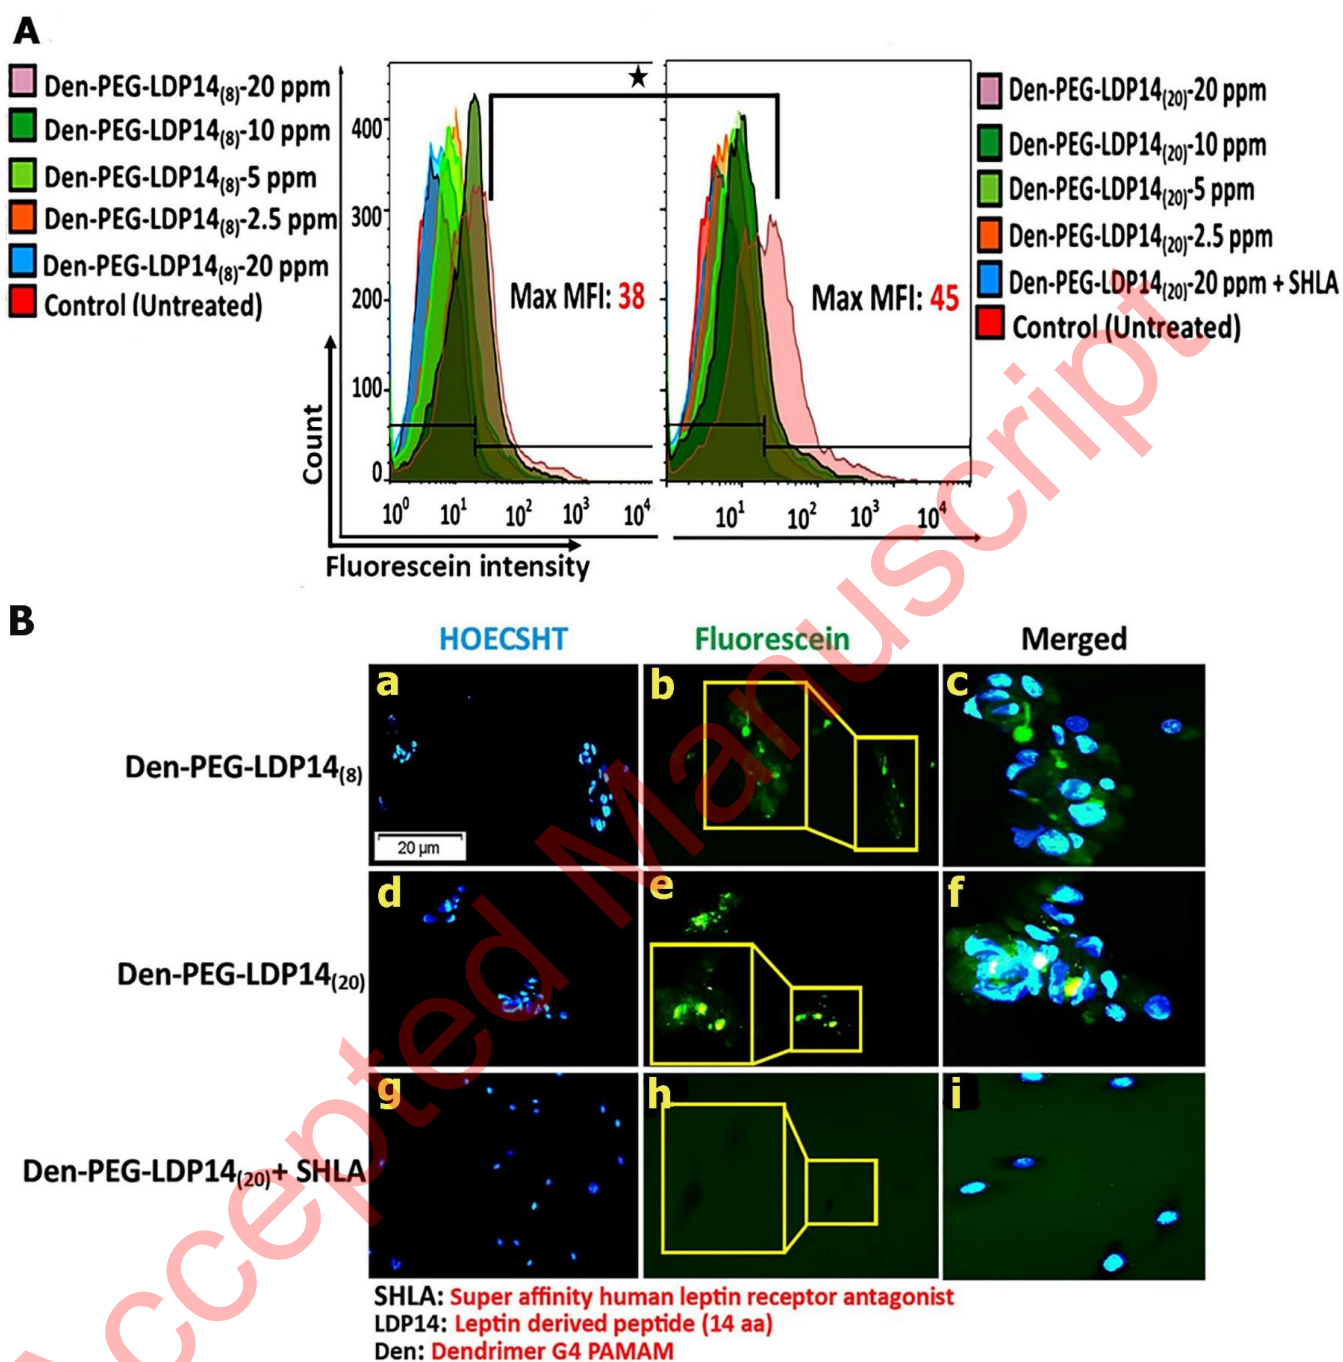 A
Den-PEG-LDP14(8)-20 ppm
Den-PEG-LDP14(8)-10 ppm
Den-PEG-LDP14(8)-5 ppm
Den-PEG-LDP14(8)-2.5 ppm
Den-PEG-LDP14(8)-20 ppm
Control (Untreated)
400
300
200
100
0
Count
Max MFI: 38
Max MFI: 45
10⁰ 10¹ 10² 10³ 10⁴
10¹ 10² 10³ 10⁴
Fluorescein intensity
Den-PEG-LDP14(20)-20 ppm
Den-PEG-LDP14(20)-10 ppm
Den-PEG-LDP14(20)-5 ppm
Den-PEG-LDP14(20)-2.5 ppm
Den-PEG-LDP14(20)-20 ppm + SHLA
Control (Untreated)
B
HOECSHT Fluorescein Merged
Den-PEG-LDP14(8)
a b c
20 µm
Den-PEG-LDP14(20)
d e f
Den-PEG-LDP14(20)+ SHLA
g h i
SHLA: Super affinity human leptin receptor antagonist
LDP14: Leptin derived peptide (14 aa)
Den: Dendrimer G4 PAMAM
Accepted Manuscript